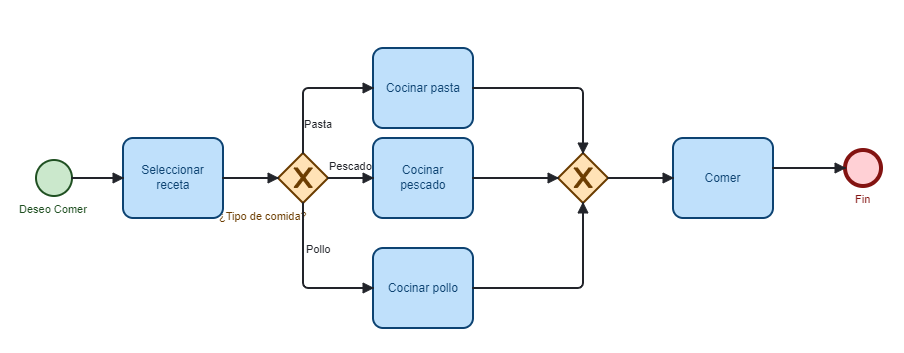 Deseo Comer
Seleccionar
receta
¿Tipo de comida?
Pasta
Pescado
Pollo
Cocinar pasta
Cocinar
pescado
Cocinar pollo
Comer
Fin